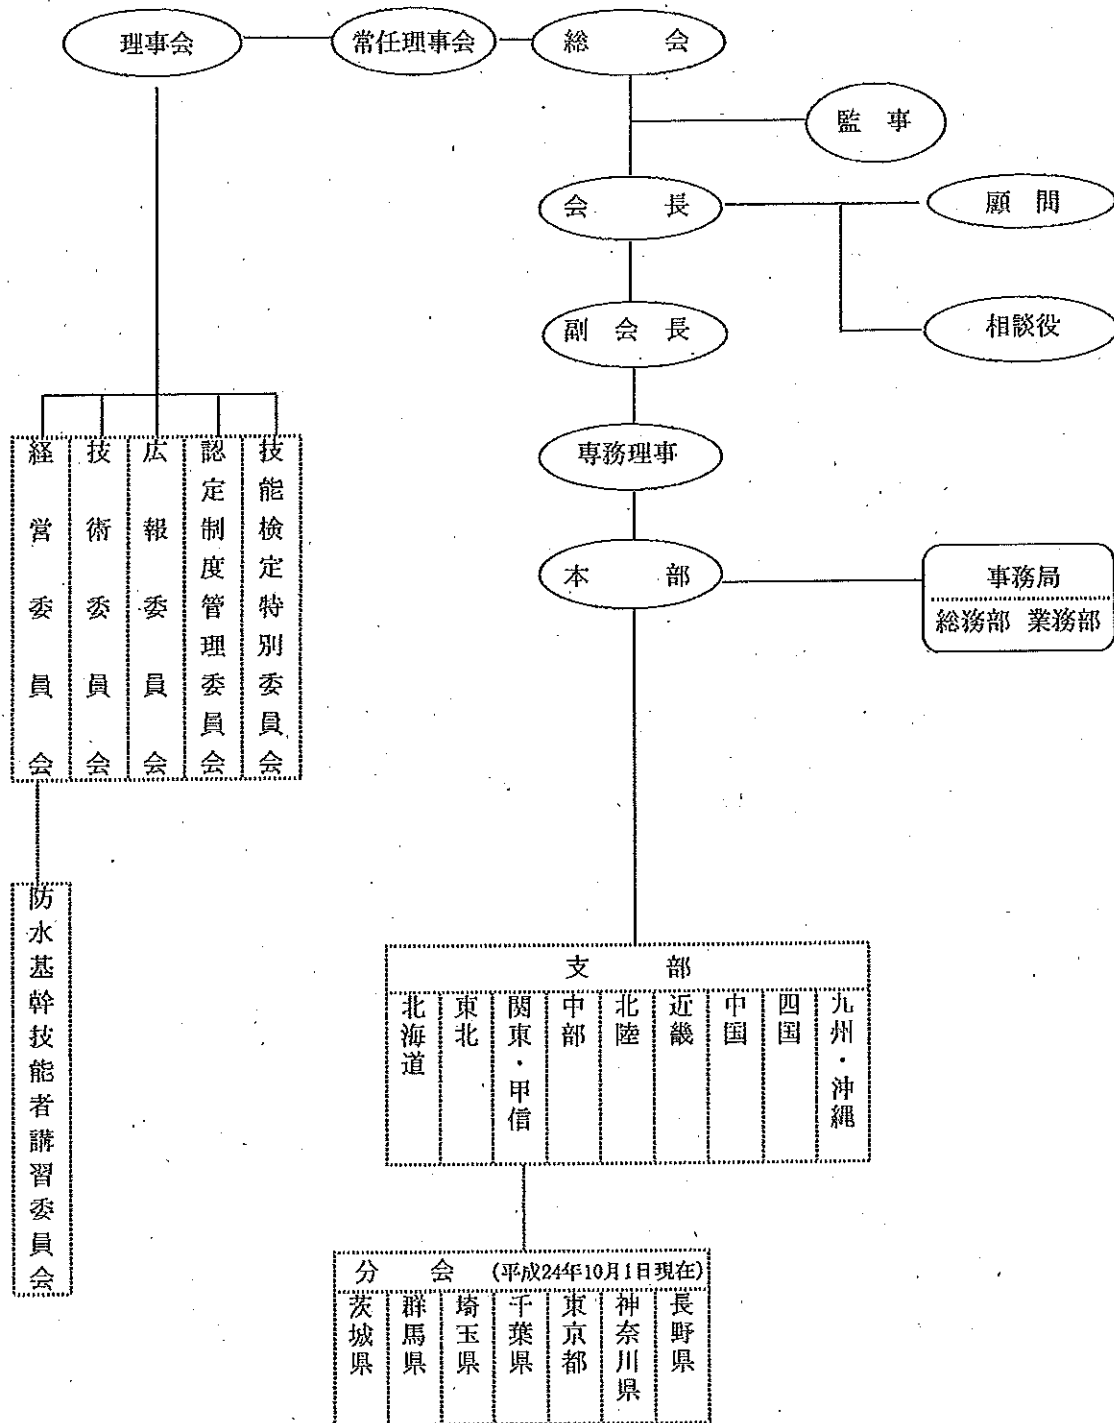 理事会 常任理事会 総会
監事
会長
顧問
副会長
相談役
専務理事
本部
事務局
総務部 業務部
経営委員会
技術委員会
広報委員会
認定制度管理委員会
技能検定特別委員会
防水基幹技能者講習委員会
支部
北海道
東北
関東・甲信
中部
北陸
近畿
中国
四国
九州・沖縄
分会 (平成24年10月1日現在)
茨城県
群馬県
埼玉県
千葉県
東京都
神奈川県
長野県